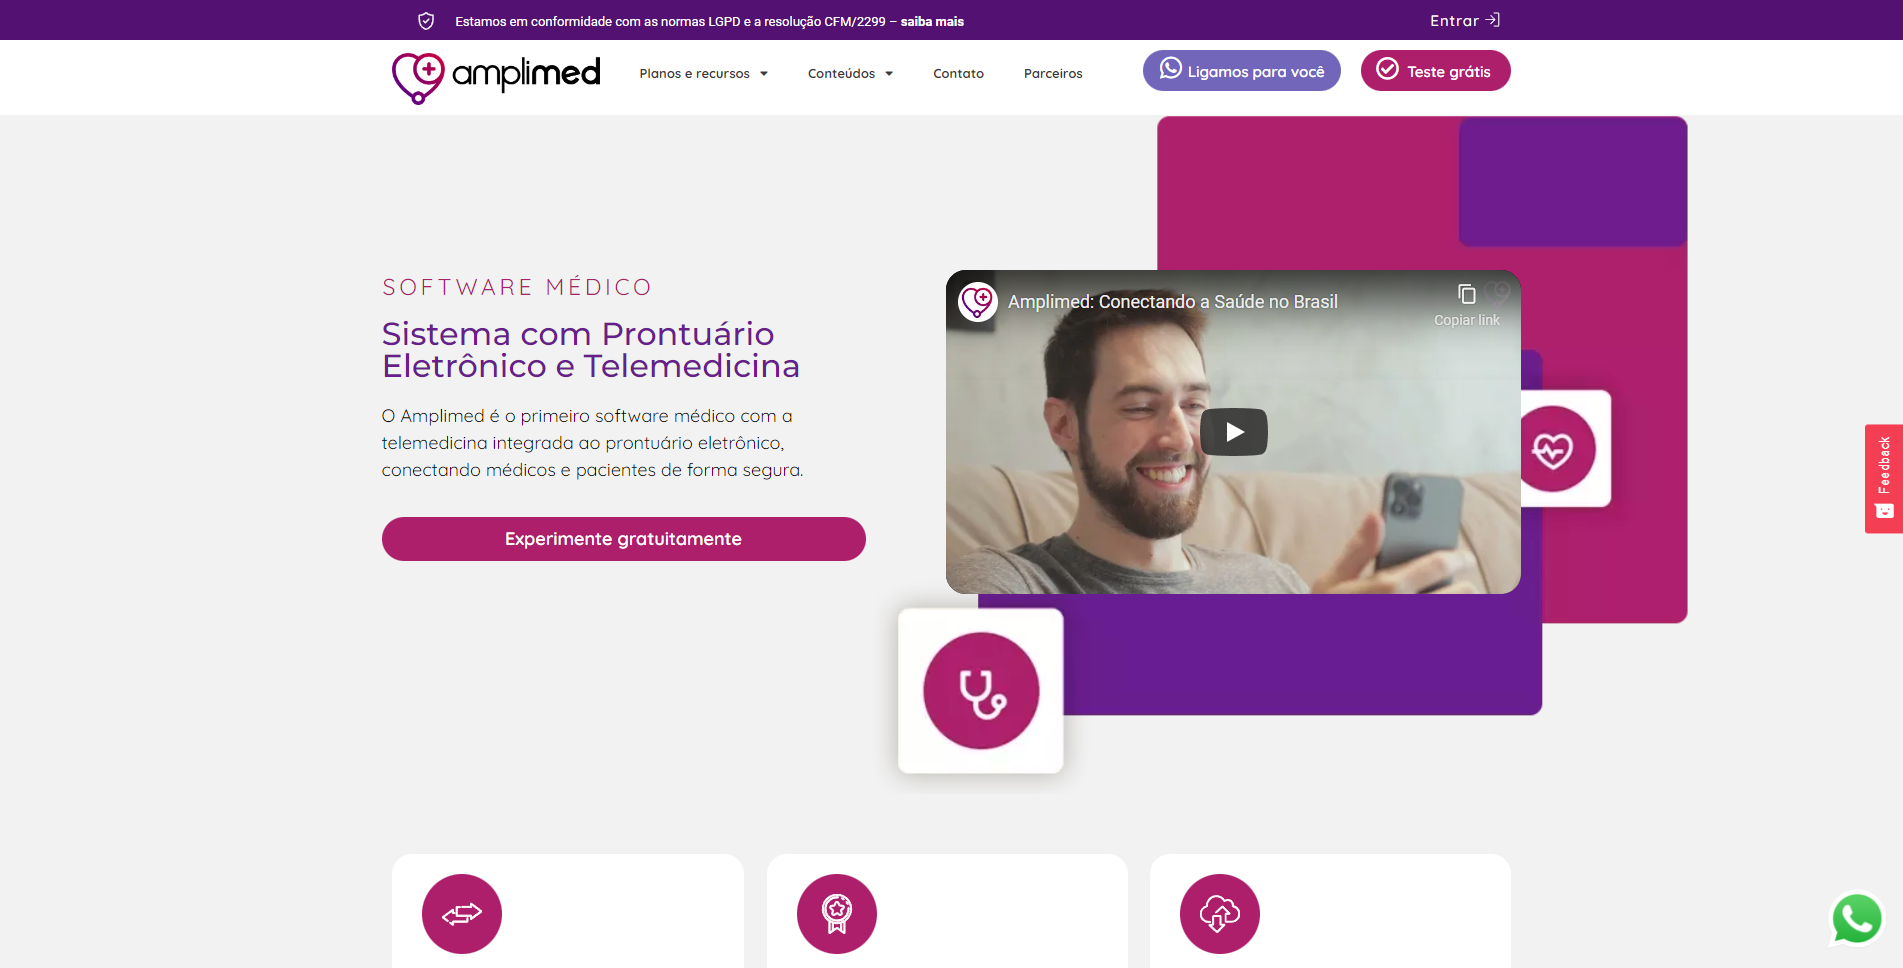 Estamos em conformidade com as normas LGPD e a resolução CFM/2299 – saiba mais
Entrar
amplimed
Planos e recursos
Conteúdos
Contato
Parceiros
Ligamos para você
Teste grátis
SOFTWARE MÉDICO
Sistema com Prontuário
Eletrônico e Telemedicina
O Amplimed é o primeiro software médico com a
telemedicina integrada ao prontuário eletrônico,
conectando médicos e pacientes de forma segura.
Experimente gratuitamente
Amplimed: Conectando a Saúde no Brasil
Copiar link
Feedback